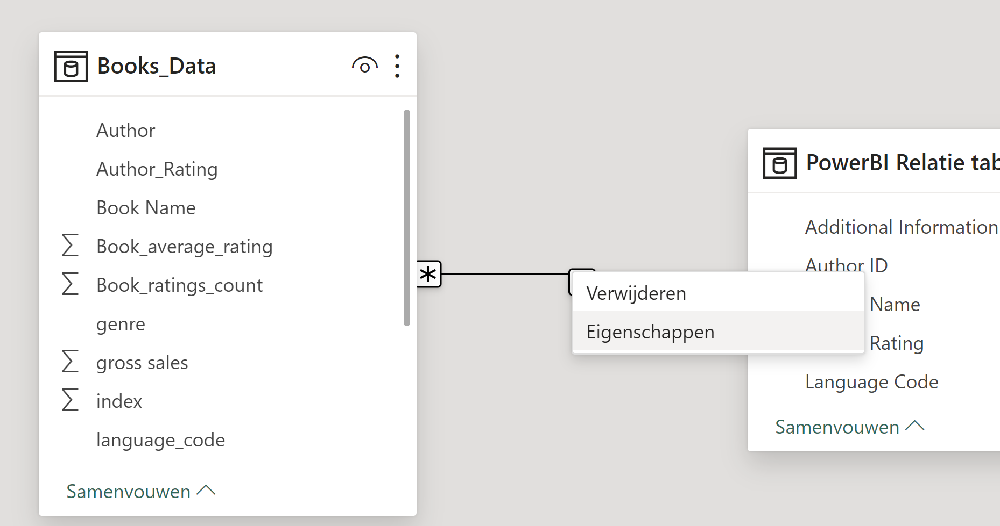 Books_Data
Author
Author_Rating
Book Name
Book_average_rating
Book_ratings_count
genre
gross sales
index
language_code
Samenvouwen
*
Verwijderen
Eigenschappen
PowerBI Relatie
Additional Information
Author ID
Name
Rating
Language Code
Samenvouwen